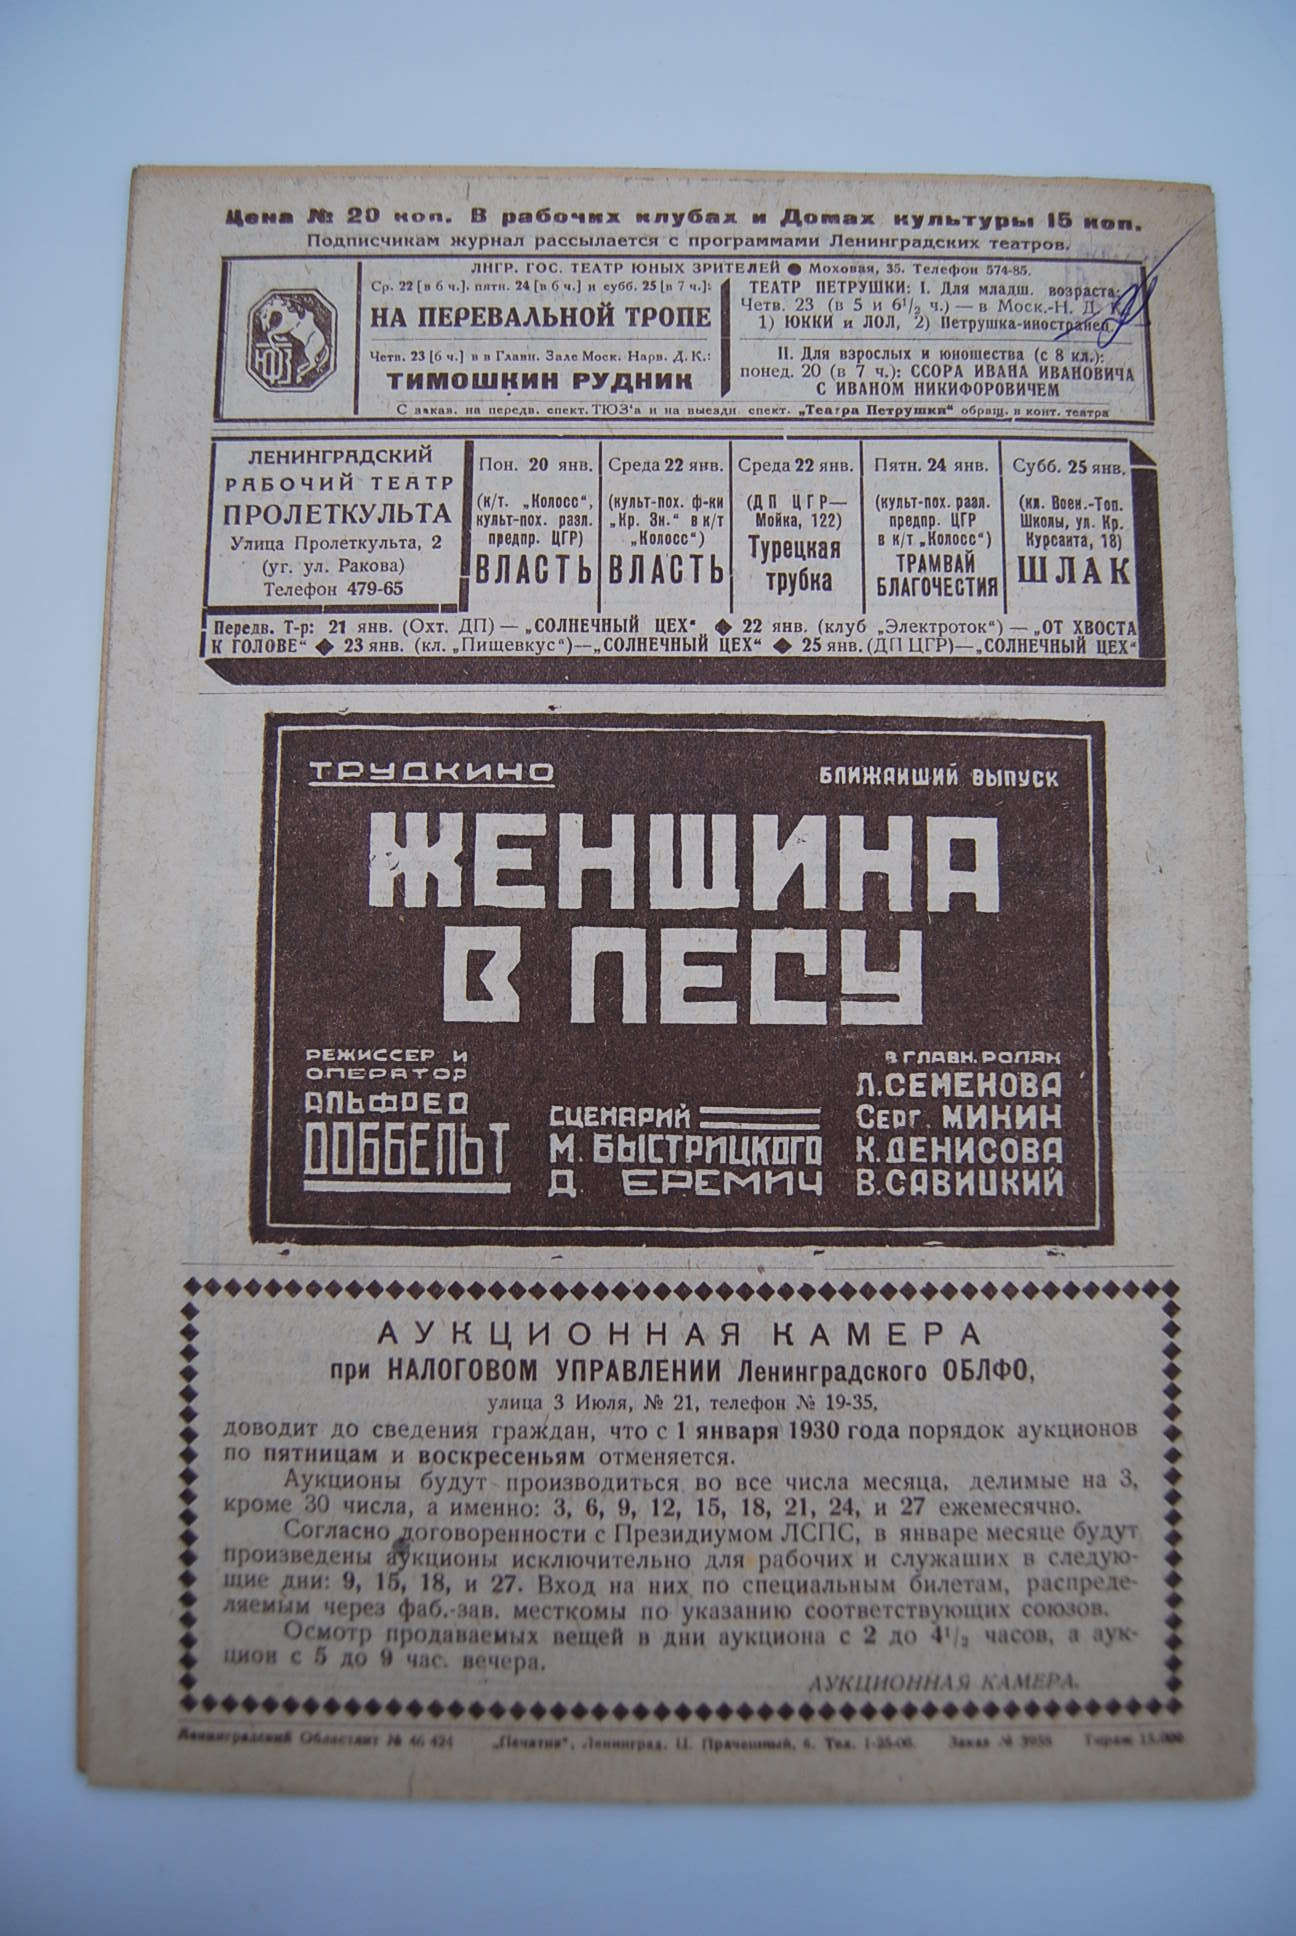 Цена № 20 коп. В рабочих клубах и Домах культуры 15 коп.
Подписчикам журнал рассылается с программами Ленинградских театров.
ЛНГР. ГОС. ТЕАТР ЮНЫХ ЗРИТЕЛЕЙ ● Моховая, 35. Телефон 574-85.
ТЮЗ
Ср. 22 [в 6 ч.], пятн. 24 [в 6 ч.] и субб. 25 [в 7 ч.]:
НА ПЕРЕВАЛЬНОЙ ТРОПЕ
Четв. 23 [6 ч.] в в Главн. Зале Моск. Нарв. Д. К.:
ТИМОШКИН РУДНИК
ТЕАТР ПЕТРУШКИ: I. Для младш. возраста:
Четв. 23 (в 5 и 6½ ч.) — в Моск.-Н. Д. К.
1) ЮККИ и ЛОЛ, 2) Петрушка-иностранец.
II. Для взрослых и юношества (с 8 кл.):
понед. 20 (в 7 ч.): ССОРА ИВАНА ИВАНОВИЧА
С ИВАНОМ НИКИФОРОВИЧЕМ
С заказ. на передв. спект. ТЮЗ'а и на выездн. спект. „Театра Петрушки“ обращ. в конт. театра
ЛЕНИНГРАДСКИЙ
РАБОЧИЙ ТЕАТР
ПРОЛЕТКУЛЬТА
Улица Пролеткульта, 2
(уг. ул. Ракова)
Телефон 479-65
Пон. 20 янв.
(к/т. „Колосс“,
культ-пох. разл.
предпр. ЦГР)
ВЛАСТЬ
Среда 22 янв.
(культ-пох. ф-ки
„Кр. Зн.“ в к/т
„Колосс“)
ВЛАСТЬ
Среда 22 янв.
(ДП ЦГР—
Мойка, 122)
Турецкая
трубка
Пятн. 24 янв.
(культ-пох. разл.
предпр. ЦГР
в к/т „Колосс“)
ТРАМВАЙ
БЛАГОЧЕСТИЯ
Субб. 25 янв.
(кл. Воен.-Топ.
Школы, ул. Кр.
Курсанта, 18)
ШЛАК
Передв. Т-р: 21 янв. (Охт. ДП) — „СОЛНЕЧНЫЙ ЦЕХ“ ◆ 22 янв. (клуб „Электроток“) — „ОТ ХВОСТА
К ГОЛОВЕ“ ◆ 23 янв. (кл. „Пищевкус“)—„СОЛНЕЧНЫЙ ЦЕХ“ ◆ 25 янв. (ДП ЦГР)—„СОЛНЕЧНЫЙ ЦЕХ“
ТРУДКИНО
БЛИЖАЙШИЙ ВЫПУСК
ЖЕНЩИНА
В ЛЕСУ
РЕЖИССЕР И
ОПЕРАТОР
АЛЬФРЕД
ДОББЕЛЬТ
СЦЕНАРИЙ
М. БЫСТРИЦКОГО
Д. ЕРЕМИЧ
В ГЛАВН. РОЛЯХ
Л. СЕМЕНОВА
СЕРГ. МИНИН
К. ДЕНИСОВА
В. САВИЦКИЙ
АУКЦИОННАЯ КАМЕРА
при НАЛОГОВОМ УПРАВЛЕНИИ Ленинградского ОБЛФО,
улица 3 Июля, № 21, телефон № 19-35,
доводит до сведения граждан, что с 1 января 1930 года порядок аукционов
по пятницам и воскресеньям отменяется.
Аукционы будут производиться во все числа месяца, делимые на 3,
кроме 30 числа, а именно: 3, 6, 9, 12, 15, 18, 21, 24, и 27 ежемесячно.
Согласно договоренности с Президиумом ЛСПС, в январе месяце будут
произведены аукционы исключительно для рабочих и служащих в следую-
щие дни: 9, 15, 18, и 27. Вход на них по специальным билетам, распреде-
ляемым через фаб.-зав. месткомы по указанию соответствующих союзов.
Осмотр продаваемых вещей в дни аукциона с 2 до 4½ часов, а аук-
цион с 5 до 9 час. вечера.
АУКЦИОННАЯ КАМЕРА.
Ленинградский Областлит № 46424 „Печатня“, Ленинград, Ц. Прачешный, 6. Тел. 1-35-06. Заказ № 3958 Тираж 15.000